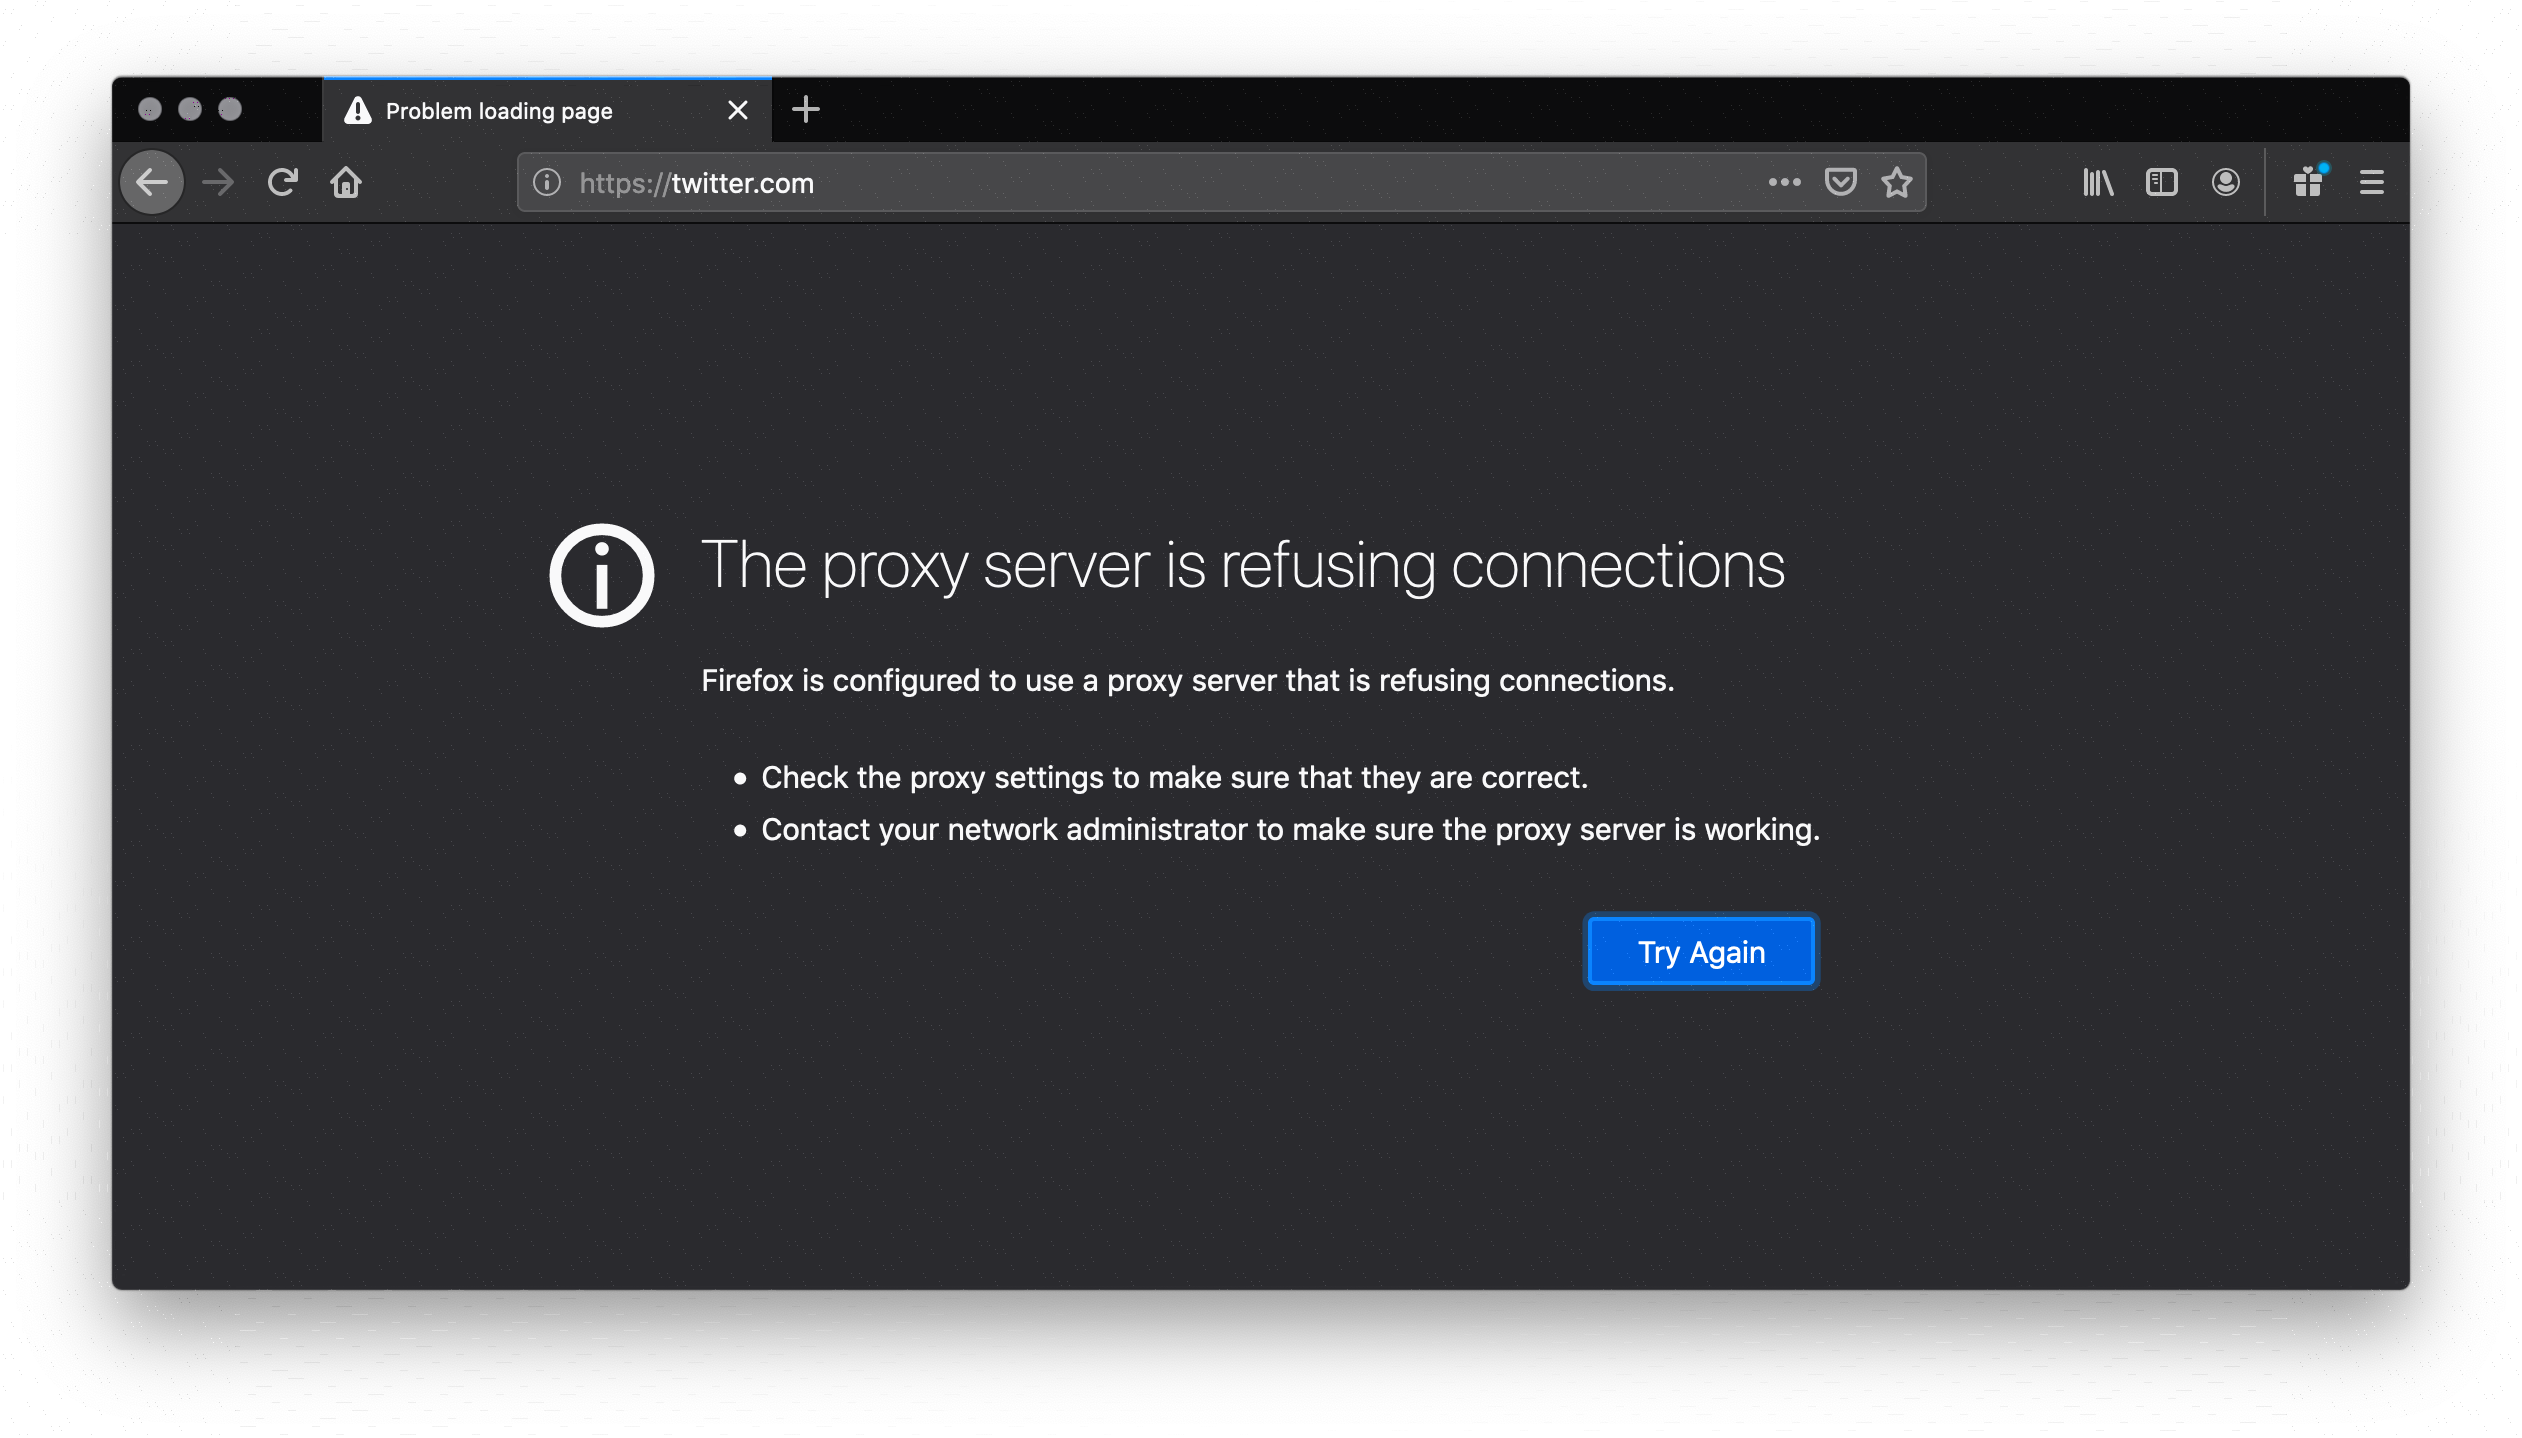 Problem loading page
https://twitter.com
The proxy server is refusing connections
Firefox is configured to use a proxy server that is refusing connections.
• Check the proxy settings to make sure that they are correct.
• Contact your network administrator to make sure the proxy server is working.
Try Again